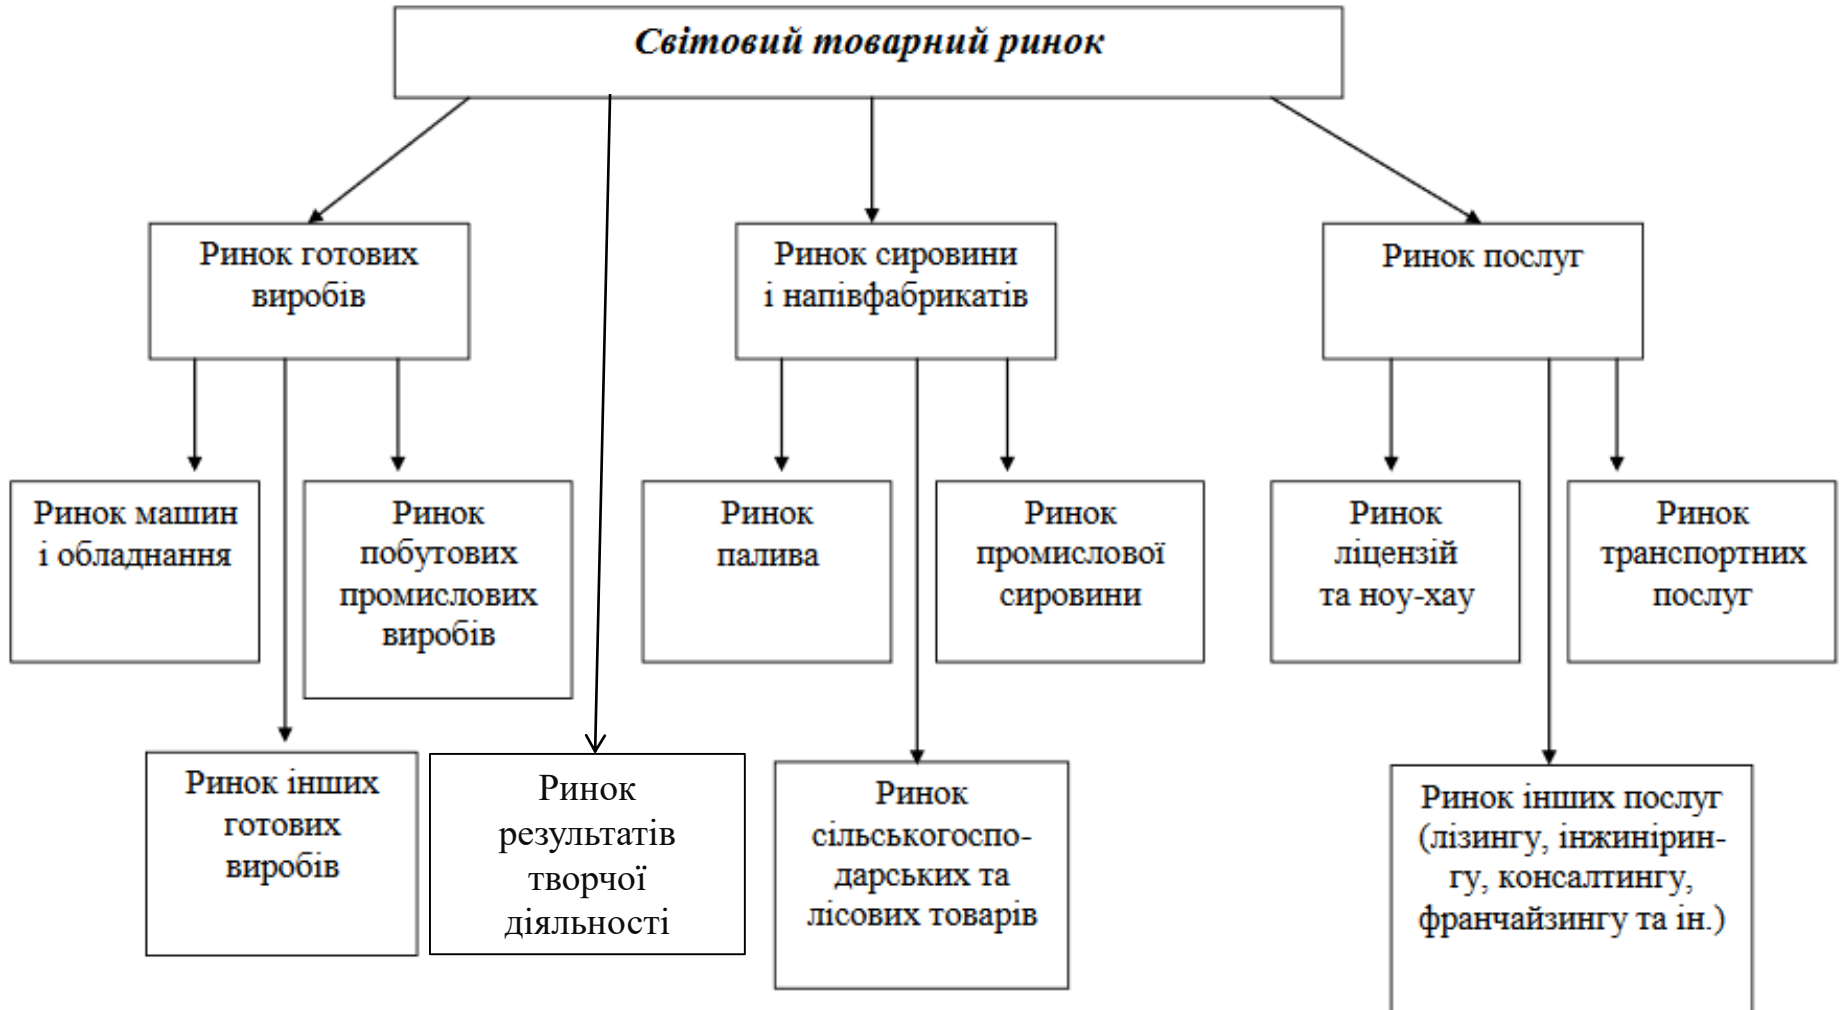 Світовий товарний ринок
Ринок готових
виробів
Ринок сировини
і напівфабрикатів
Ринок послуг
Ринок машин
і обладнання
Ринок
побутових
промислових
виробів
Ринок
палива
Ринок
промислової
сировини
Ринок
ліцензій
та ноу-хау
Ринок
транспортних
послуг
Ринок інших
готових
виробів
Ринок
результатів
творчої
діяльності
Ринок
сільськогоспо-
дарських та
лісових товарів
Ринок інших послуг
(лізингу, інжинірин-
гу, консалтингу,
франчайзингу та ін.)